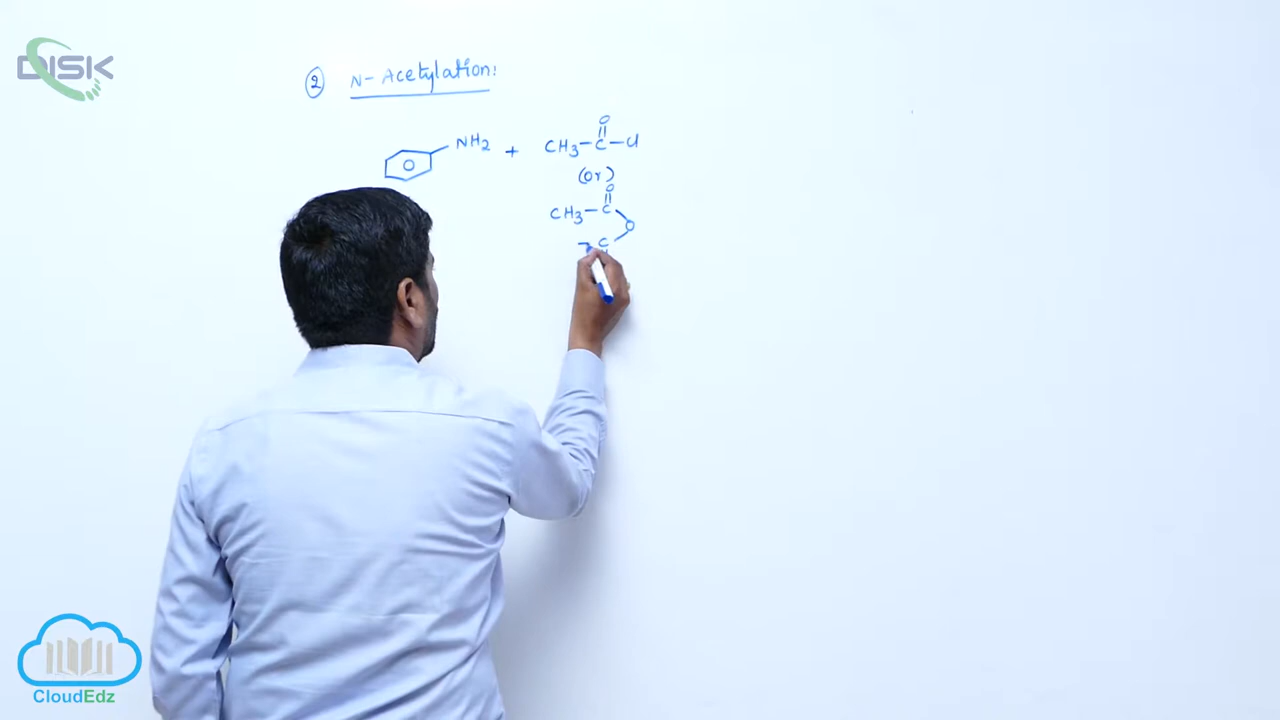 DISK
② N- Acetylation:
NH2 + CH3-C-Cl
O
(or)
O
CH3-C
O
C
CloudEdz